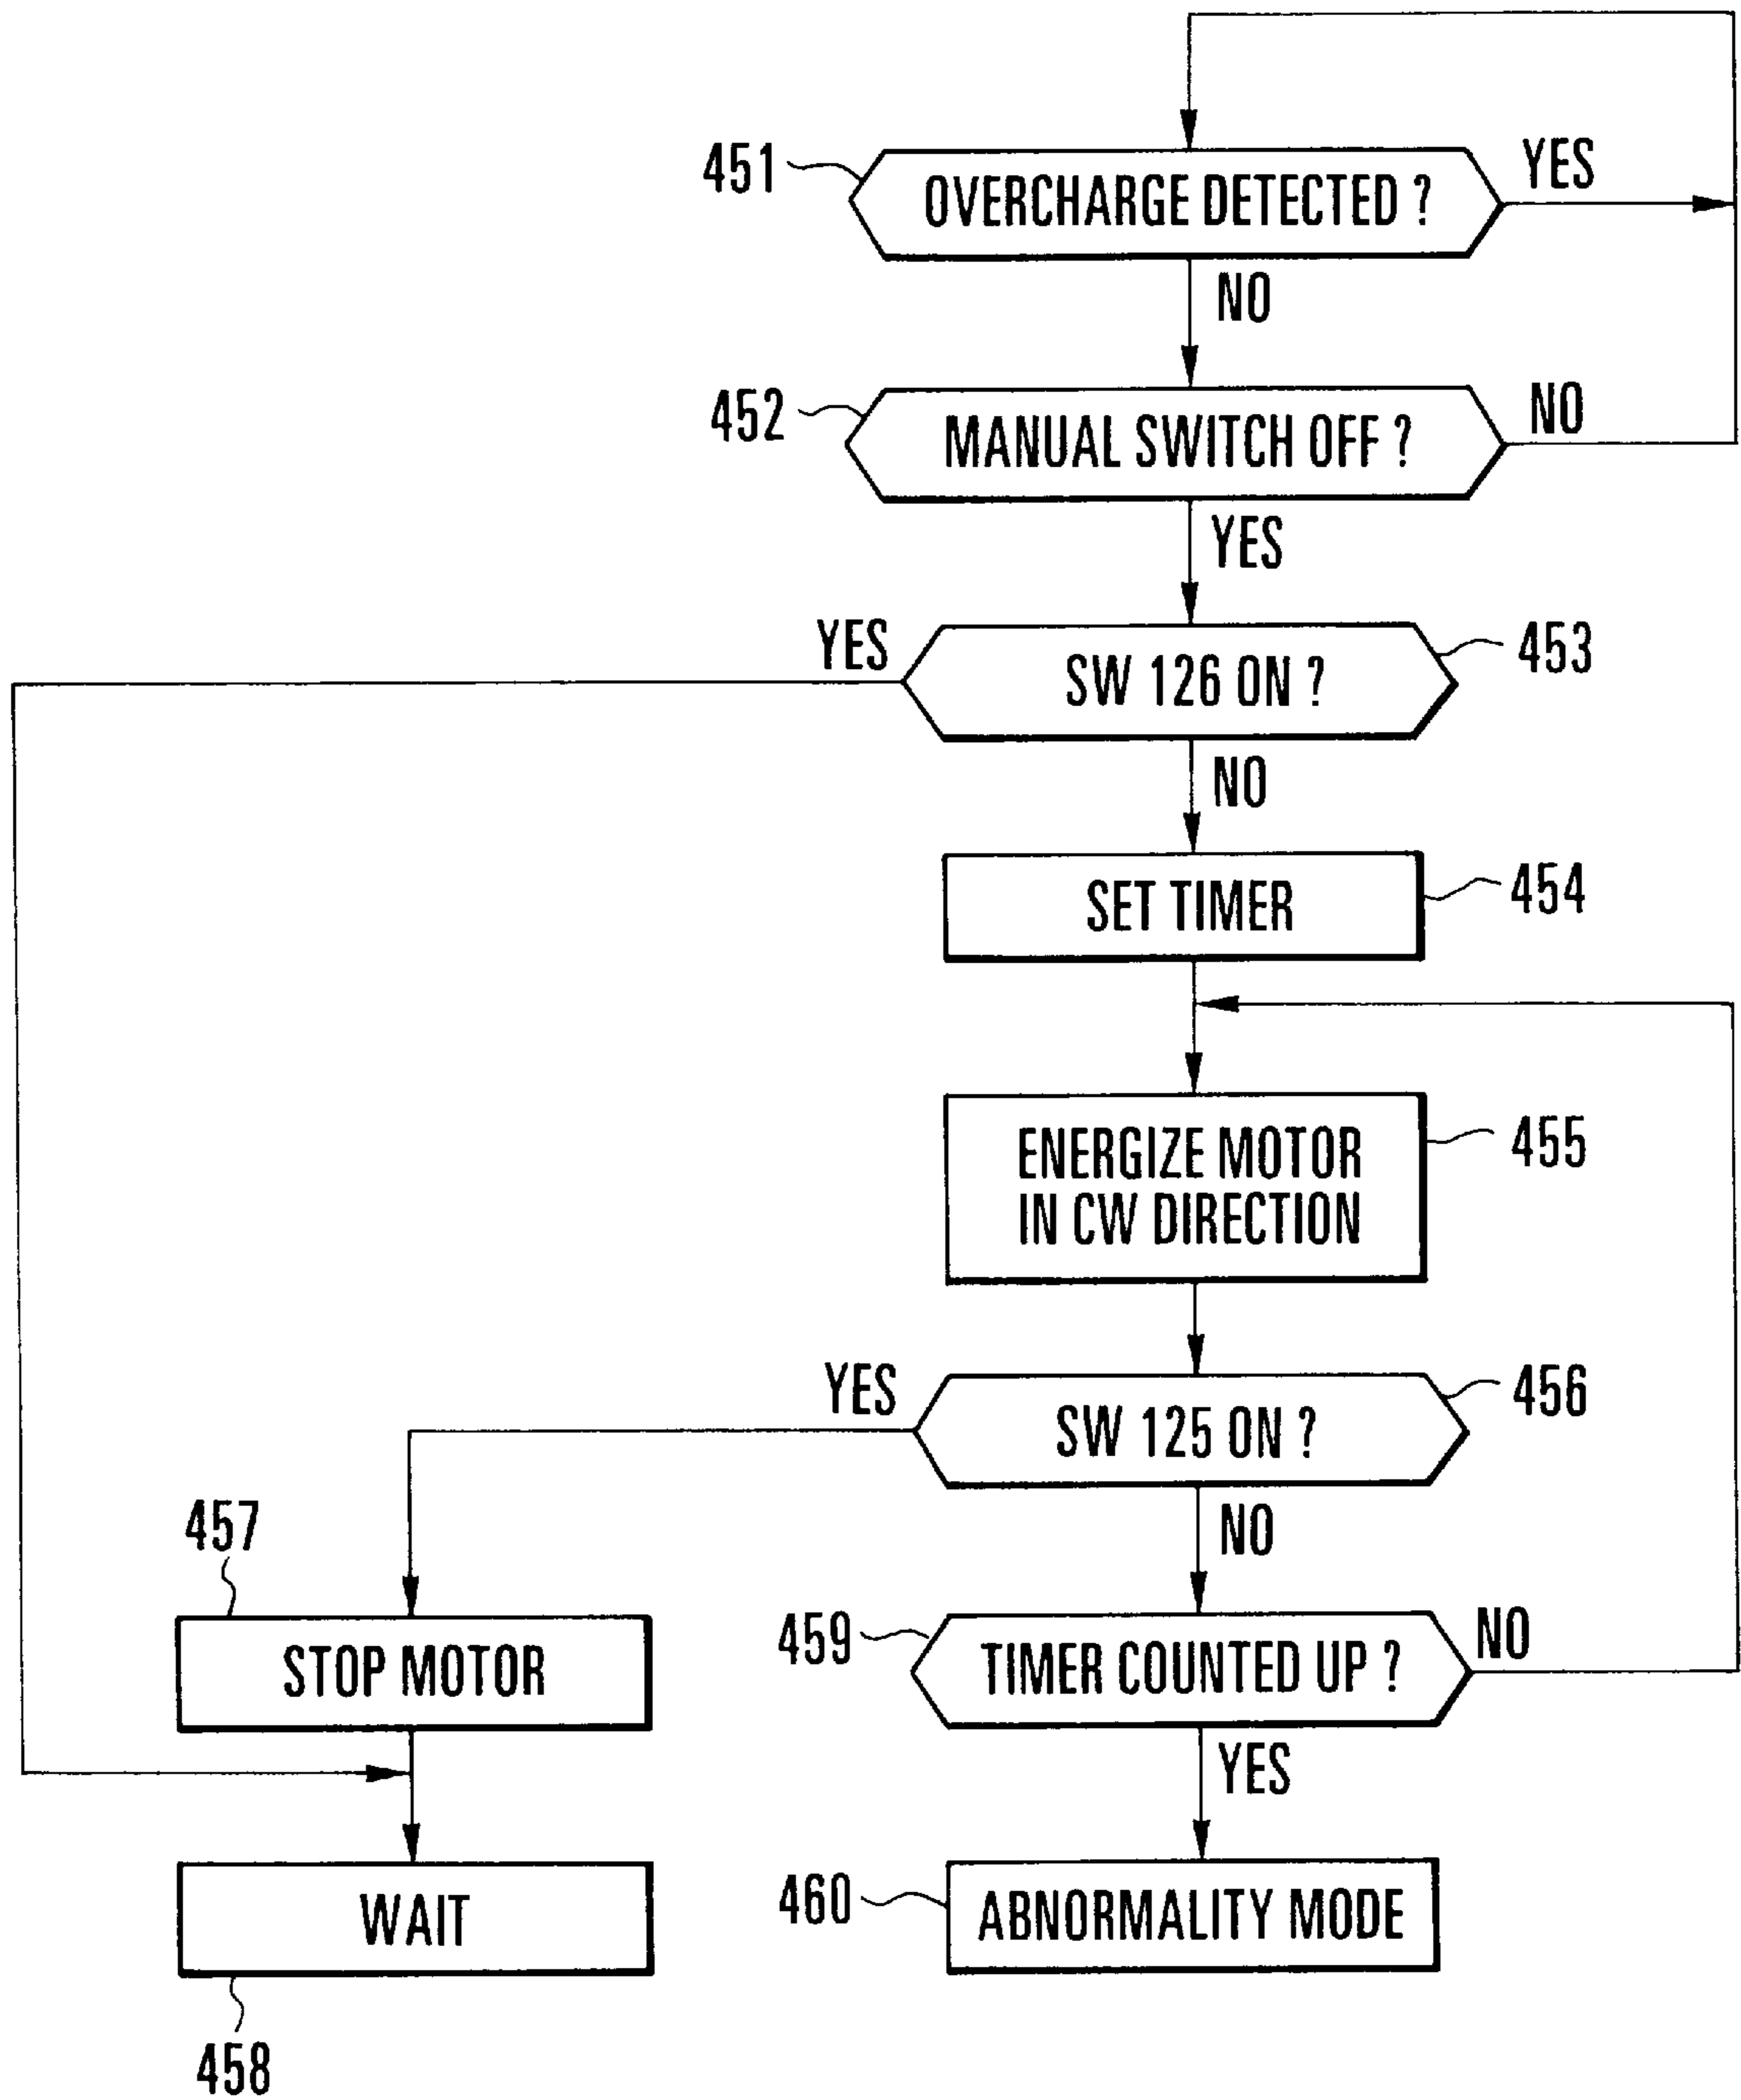 451
OVERCHARGE DETECTED ?
YES
NO
452
MANUAL SWITCH OFF ?
NO
YES
YES
SW 126 ON ?
453
NO
SET TIMER
454
ENERGIZE MOTOR
IN CW DIRECTION
455
YES
SW 125 ON ?
456
NO
457
STOP MOTOR
459
TIMER COUNTED UP ?
NO
YES
WAIT
458
460
ABNORMALITY MODE